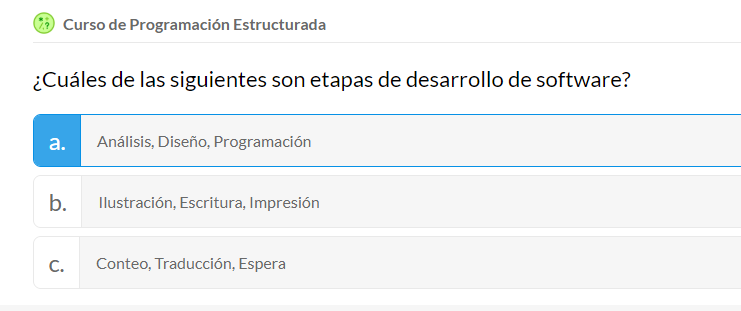 Curso de Programación Estructurada
¿Cuáles de las siguientes son etapas de desarrollo de software?
a. Análisis, Diseño, Programación
b. Ilustración, Escritura, Impresión
c. Conteo, Traducción, Espera